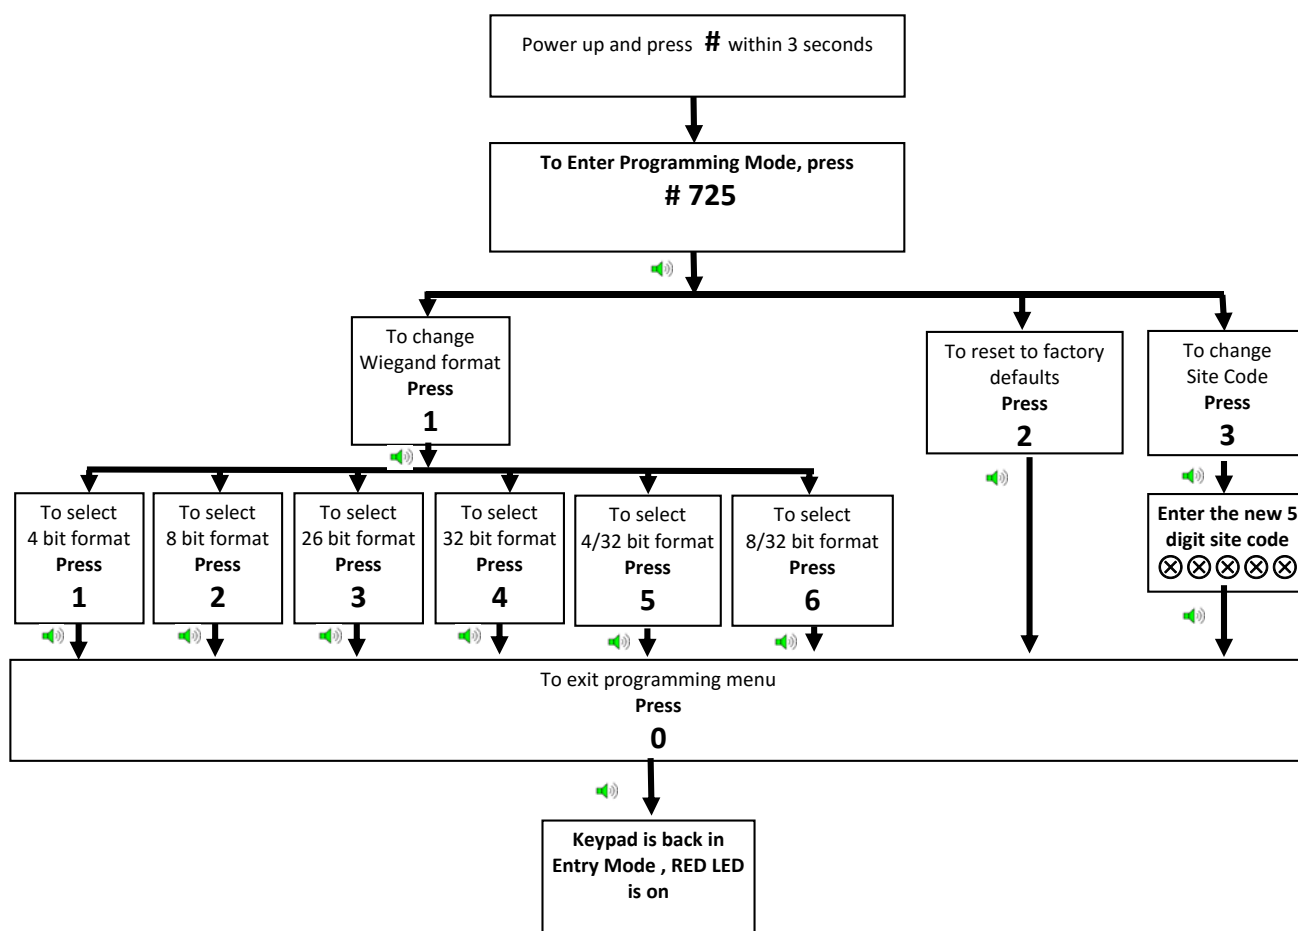 Power up and press # within 3 seconds
To Enter Programming Mode, press
# 725
To change
Wiegand format
Press
1
To reset to factory
defaults
Press
2
To change
Site Code
Press
3
To select
4 bit format
Press
1
To select
8 bit format
Press
2
To select
26 bit format
Press
3
To select
32 bit format
Press
4
To select
4/32 bit format
Press
5
To select
8/32 bit format
Press
6
Enter the new 5
digit site code
To exit programming menu
Press
0
Keypad is back in
Entry Mode , RED LED
is on